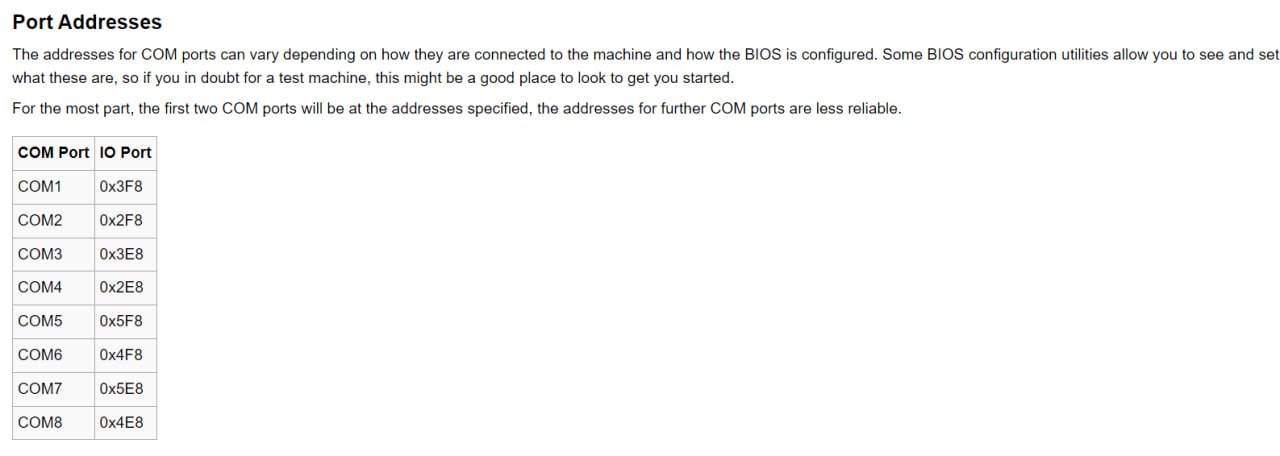 Port Addresses
The addresses for COM ports can vary depending on how they are connected to the machine and how the BIOS is configured. Some BIOS configuration utilities allow you to see and set
what these are, so if you in doubt for a test machine, this might be a good place to look to get you started.
For the most part, the first two COM ports will be at the addresses specified, the addresses for further COM ports are less reliable.
COM Port IO Port
COM1 0x3F8
COM2 0x2F8
COM3 0x3E8
COM4 0x2E8
COM5 0x5F8
COM6 0x4F8
COM7 0x5E8
COM8 0x4E8